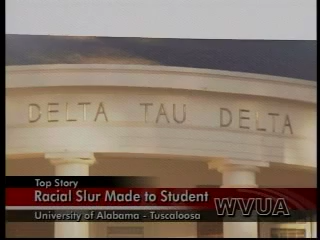 DELTA TAU DELTA
Top Story
Racial Slur Made to Student
University of Alabama - Tuscaloosa
WVUA